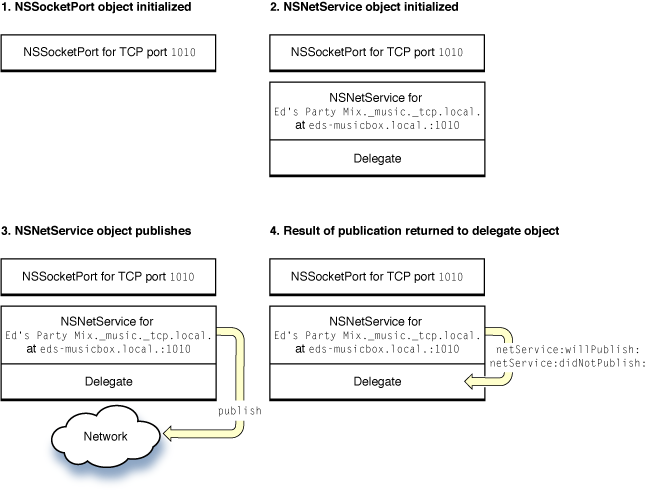 1. NSSocketPort object initialized
NSSocketPort for TCP port 1010
2. NSNetService object initialized
NSSocketPort for TCP port 1010
NSNetService for
Ed's Party Mix._music._tcp.local.
at eds-musicbox.local.:1010
Delegate
3. NSNetService object publishes
NSSocketPort for TCP port 1010
NSNetService for
Ed's Party Mix._music._tcp.local.
at eds-musicbox.local.:1010
Delegate
publish
Network
4. Result of publication returned to delegate object
NSSocketPort for TCP port 1010
NSNetService for
Ed's Party Mix._music._tcp.local.
at eds-musicbox.local.:1010
Delegate
netService:willPublish:
netService:didNotPublish: